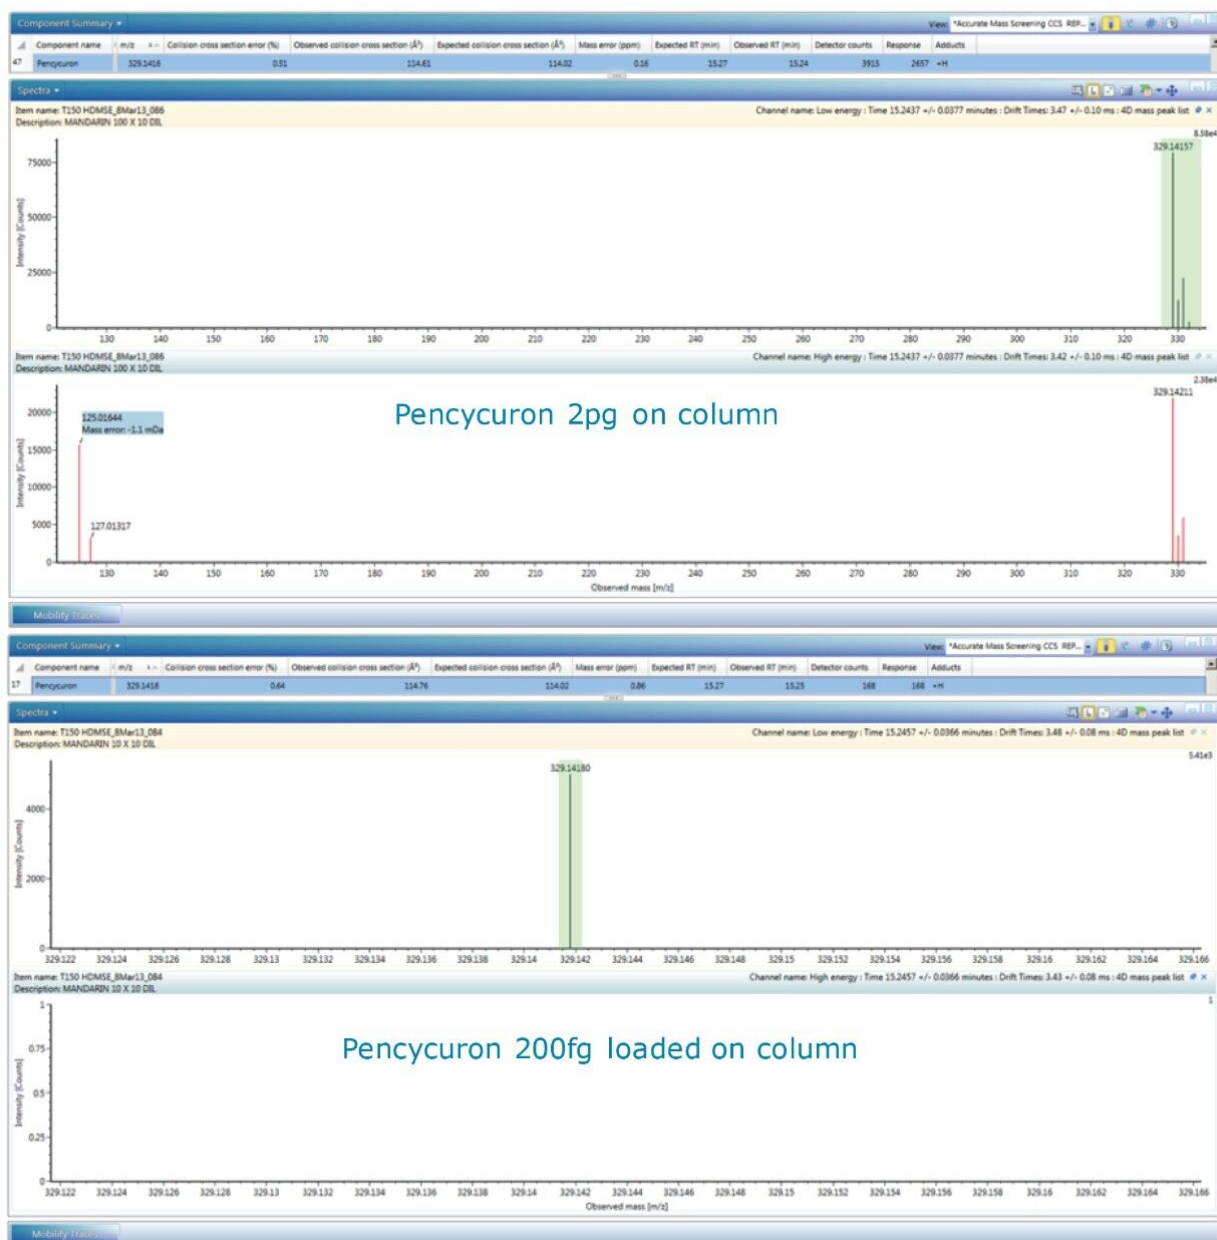 Component Summary
View: *Accurate Mass Screening CCS REP...
Component name m/z Collision cross section error (%) Observed collision cross section (Å²) Expected collision cross section (Å²) Mass error (ppm) Expected RT (min) Observed RT (min) Detector counts Response Adducts
47 Pencycuron 329.1416 0.51 114.61 114.02 0.16 15.27 15.24 3915 2657 +H
Spectra
Item name: T150 HDMSE_8Mar13_086
Channel name: Low energy : Time 15.2437 +/- 0.0377 minutes : Drift Times: 3.47 +/- 0.10 ms : 4D mass peak list
Description: MANDARIN 100 X 10 DIL
8.58e4
329.14157
75000
50000
25000
0
Intensity [Counts]
130 140 150 160 170 180 190 200 210 220 230 240 250 260 270 280 290 300 310 320 330
Item name: T150 HDMSE_8Mar13_086
Channel name: High energy : Time 15.2437 +/- 0.0377 minutes : Drift Times: 3.42 +/- 0.10 ms : 4D mass peak list
Description: MANDARIN 100 X 10 DIL
2.38e4
329.14211
125.01644
Mass error: -1.1 mDa
Pencycuron 2pg on column
127.01317
20000
15000
10000
5000
0
Intensity [Counts]
130 140 150 160 170 180 190 200 210 220 230 240 250 260 270 280 290 300 310 320 330
Observed mass [m/z]
Mobility Traces
Component Summary
View: *Accurate Mass Screening CCS REP...
Component name m/z Collision cross section error (%) Observed collision cross section (Å²) Expected collision cross section (Å²) Mass error (ppm) Expected RT (min) Observed RT (min) Detector counts Response Adducts
17 Pencycuron 329.1418 0.64 114.76 114.02 0.86 15.27 15.25 168 168 +H
Spectra
Item name: T150 HDMSE_8Mar13_084
Channel name: Low energy : Time 15.2457 +/- 0.0366 minutes : Drift Times: 3.48 +/- 0.08 ms : 4D mass peak list
Description: MANDARIN 10 X 10 DIL
5.41e3
329.14180
4000
2000
0
Intensity [Counts]
329.122 329.124 329.126 329.128 329.13 329.132 329.134 329.136 329.138 329.14 329.142 329.144 329.146 329.148 329.15 329.152 329.154 329.156 329.158 329.16 329.162 329.164 329.166
Item name: T150 HDMSE_8Mar13_084
Channel name: High energy : Time 15.2457 +/- 0.0366 minutes : Drift Times: 3.43 +/- 0.08 ms : 4D mass peak list
Description: MANDARIN 10 X 10 DIL
1
1
0.75
0.5
0.25
0
Intensity [Counts]
Pencycuron 200fg loaded on column
329.122 329.124 329.126 329.128 329.13 329.132 329.134 329.136 329.138 329.14 329.142 329.144 329.146 329.148 329.15 329.152 329.154 329.156 329.158 329.16 329.162 329.164 329.166
Observed mass [m/z]
Mobility Traces